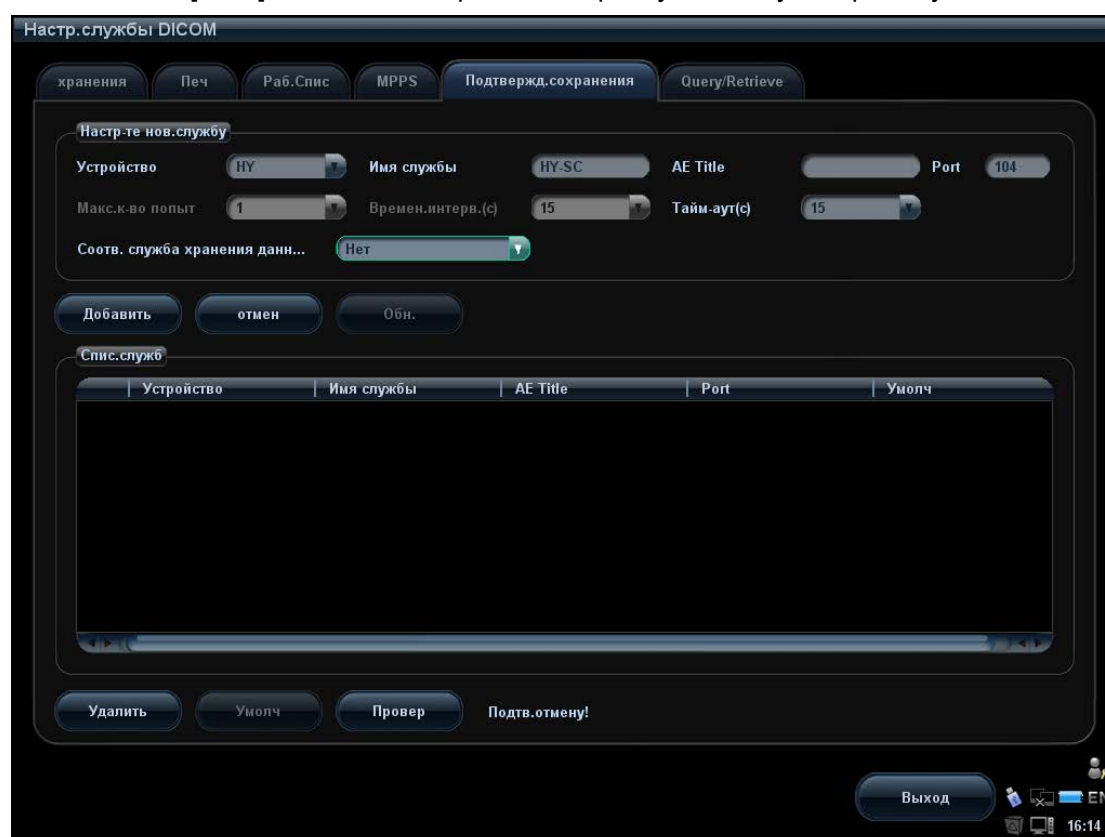 Настр.службы DICOM
хранения Печ Раб.Спис MPPS Подтвержд.сохранения Query/Retrieve
Настр-те нов.службу
Устройство HY Имя службы HY-SC AE Title Port 104
Макс.к-во попыт 1 Времен.интерв.(с) 15 Тайм-аут(с) 15
Соотв. служба хранения данн... Нет
Добавить отмен Обн.
Спис.служб
Устройство Имя службы AE Title Port Умолч
Удалить Умолч Провер Подтв.отмену!
Выход
EN
16:14